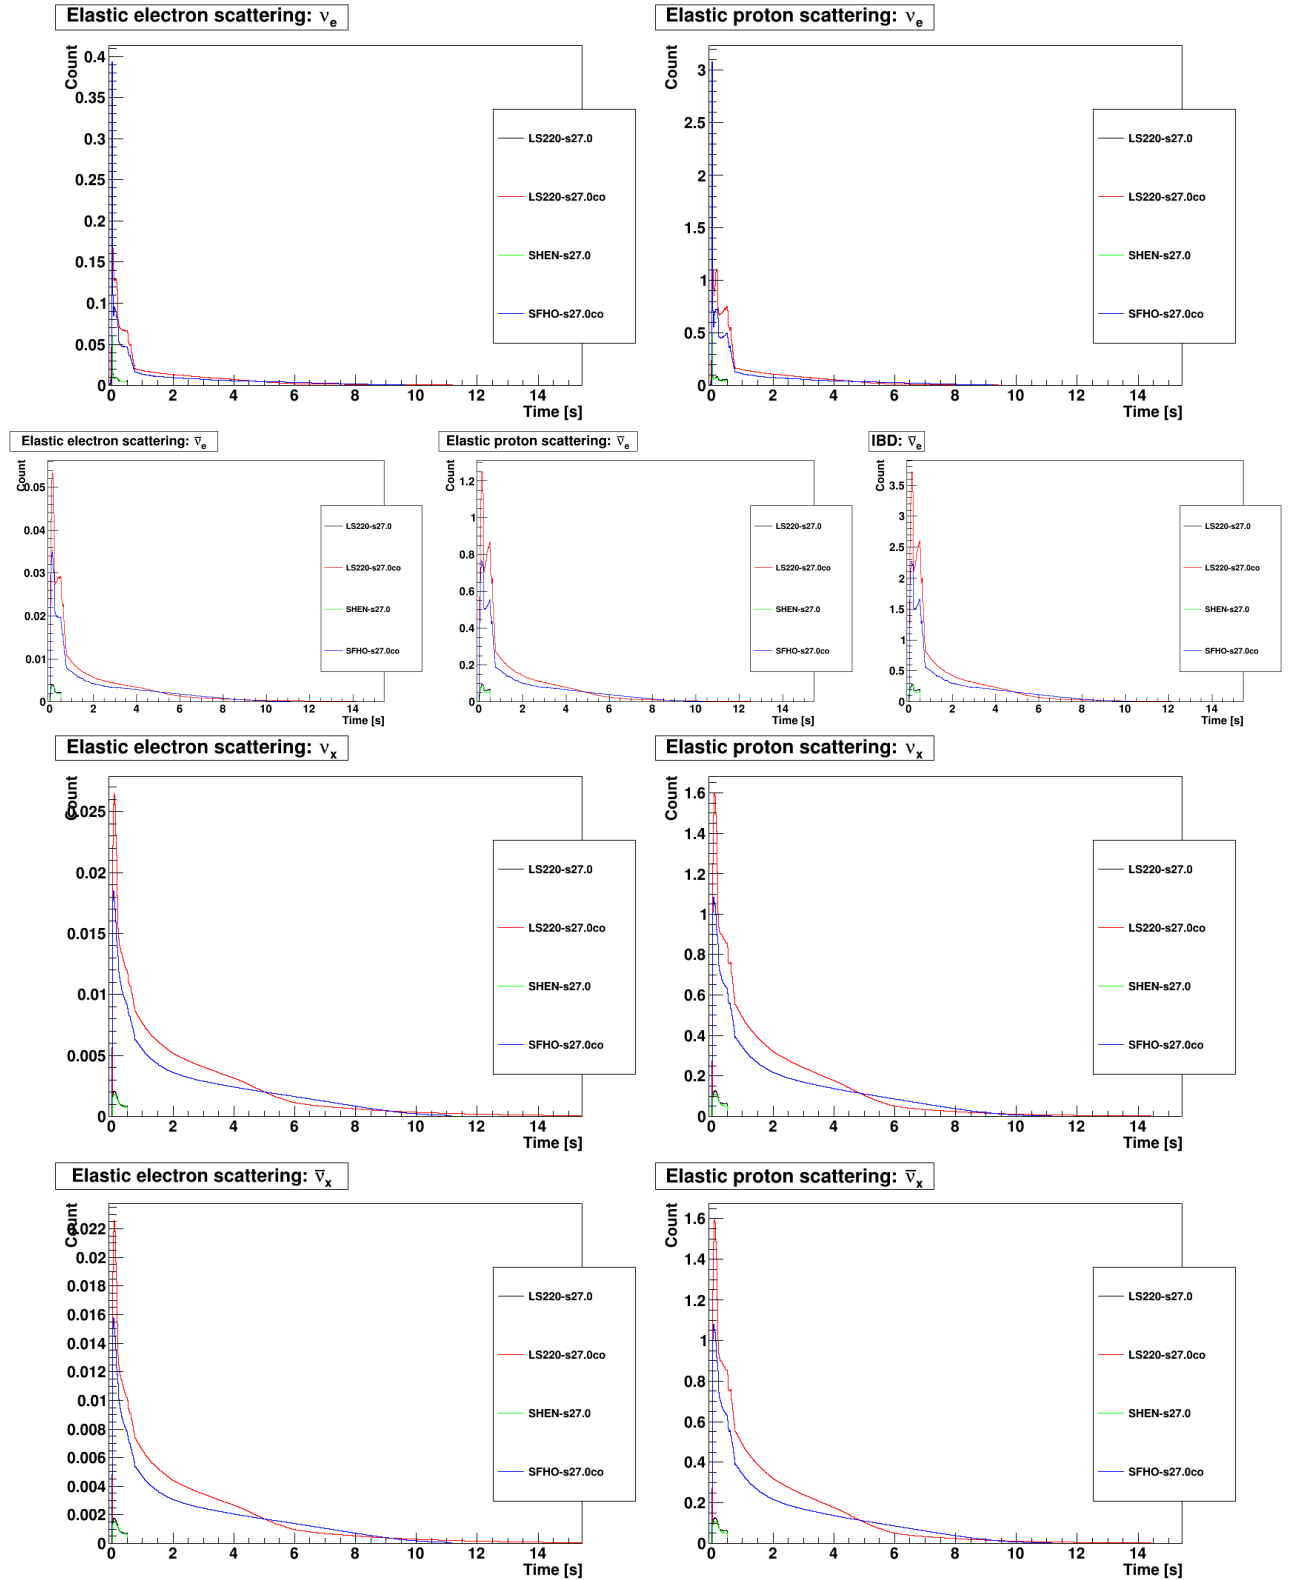 Elastic electron scattering: νe
Count
0.4
0.35
0.3
0.25
0.2
0.15
0.1
0.05
0
0 2 4 6 8 10 12 14
Time [s]
LS220-s27.0
LS220-s27.0co
SHEN-s27.0
SFHO-s27.0co
Elastic proton scattering: νe
Count
3
2.5
2
1.5
1
0.5
0
0 2 4 6 8 10 12 14
Time [s]
LS220-s27.0
LS220-s27.0co
SHEN-s27.0
SFHO-s27.0co
Elastic electron scattering: ν̅e
Count
0.05
0.04
0.03
0.02
0.01
0
0 2 4 6 8 10 12 14
Time [s]
LS220-s27.0
LS220-s27.0co
SHEN-s27.0
SFHO-s27.0co
Elastic proton scattering: ν̅e
Count
1.2
1
0.8
0.6
0.4
0.2
0
0 2 4 6 8 10 12 14
Time [s]
LS220-s27.0
LS220-s27.0co
SHEN-s27.0
SFHO-s27.0co
IBD: ν̅e
Count
3.5
3
2.5
2
1.5
1
0.5
0
0 2 4 6 8 10 12 14
Time [s]
LS220-s27.0
LS220-s27.0co
SHEN-s27.0
SFHO-s27.0co
Elastic electron scattering: νx
Count
0.025
0.02
0.015
0.01
0.005
0
0 2 4 6 8 10 12 14
Time [s]
LS220-s27.0
LS220-s27.0co
SHEN-s27.0
SFHO-s27.0co
Elastic proton scattering: νx
Count
1.6
1.4
1.2
1
0.8
0.6
0.4
0.2
0
0 2 4 6 8 10 12 14
Time [s]
LS220-s27.0
LS220-s27.0co
SHEN-s27.0
SFHO-s27.0co
Elastic electron scattering: ν̅x
Count
0.022
0.02
0.018
0.016
0.014
0.012
0.01
0.008
0.006
0.004
0.002
0
0 2 4 6 8 10 12 14
Time [s]
LS220-s27.0
LS220-s27.0co
SHEN-s27.0
SFHO-s27.0co
Elastic proton scattering: ν̅x
Count
1.6
1.4
1.2
1
0.8
0.6
0.4
0.2
0
0 2 4 6 8 10 12 14
Time [s]
LS220-s27.0
LS220-s27.0co
SHEN-s27.0
SFHO-s27.0co